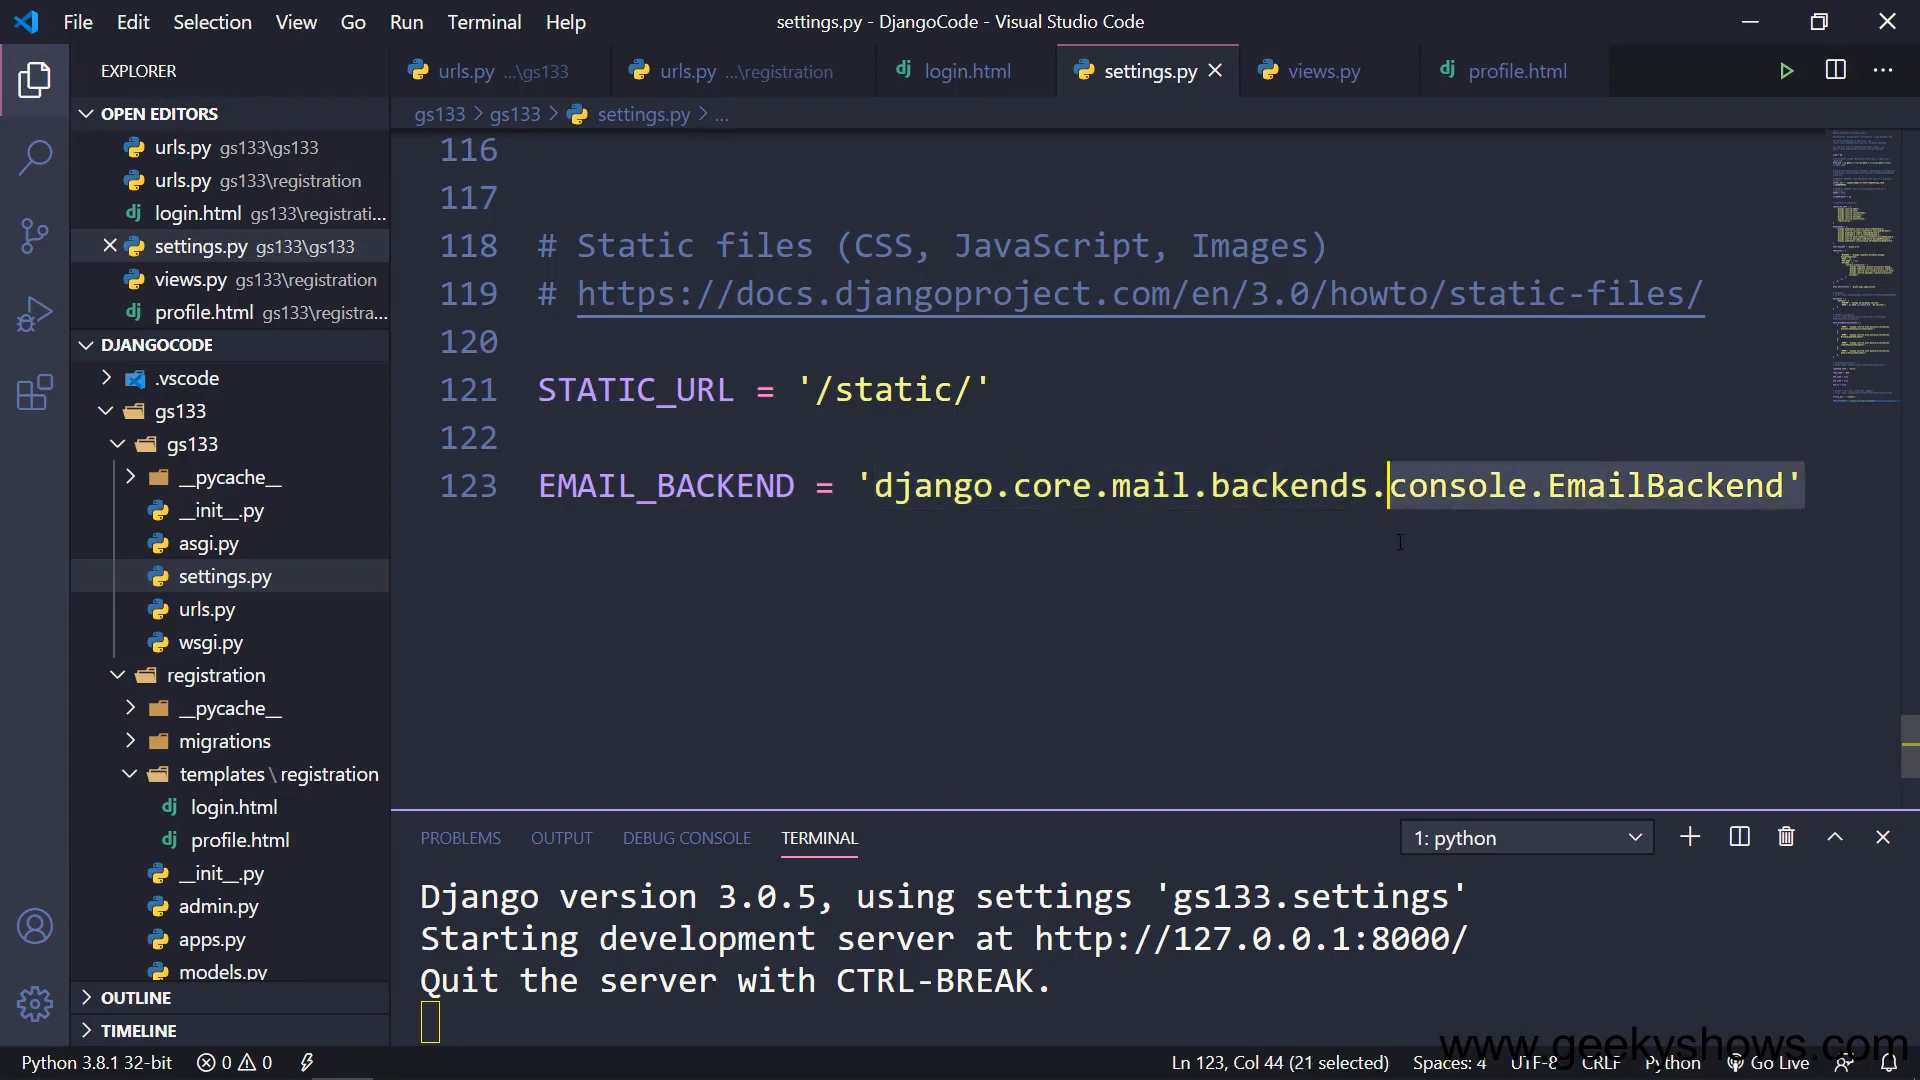 File Edit Selection View Go Run Terminal Help
settings.py - DjangoCode - Visual Studio Code
EXPLORER
OPEN EDITORS
urls.py gs133\gs133
urls.py gs133\registration
login.html gs133\registrati...
settings.py gs133\gs133
views.py gs133\registration
profile.html gs133\registra...
DJANGOCODE
.vscode
gs133
gs133
__pycache__
__init__.py
asgi.py
settings.py
urls.py
wsgi.py
registration
__pycache__
migrations
templates\registration
login.html
profile.html
__init__.py
admin.py
apps.py
models.py
OUTLINE
TIMELINE
urls.py ...\gs133
urls.py ...\registration
login.html
settings.py
views.py
profile.html
gs133 > gs133 > settings.py > ...
116
117
118 # Static files (CSS, JavaScript, Images)
119 # https://docs.djangoproject.com/en/3.0/howto/static-files/
120
121 STATIC_URL = '/static/'
122
123 EMAIL_BACKEND = 'django.core.mail.backends.console.EmailBackend'
PROBLEMS OUTPUT DEBUG CONSOLE TERMINAL
1: python
Django version 3.0.5, using settings 'gs133.settings'
Starting development server at http://127.0.0.1:8000/
Quit the server with CTRL-BREAK.
www.geekyshows.com
Python 3.8.1 32-bit 0 0
Ln 123, Col 44 (21 selected) Spaces: 4 UTF-8 CRLF Python Go Live